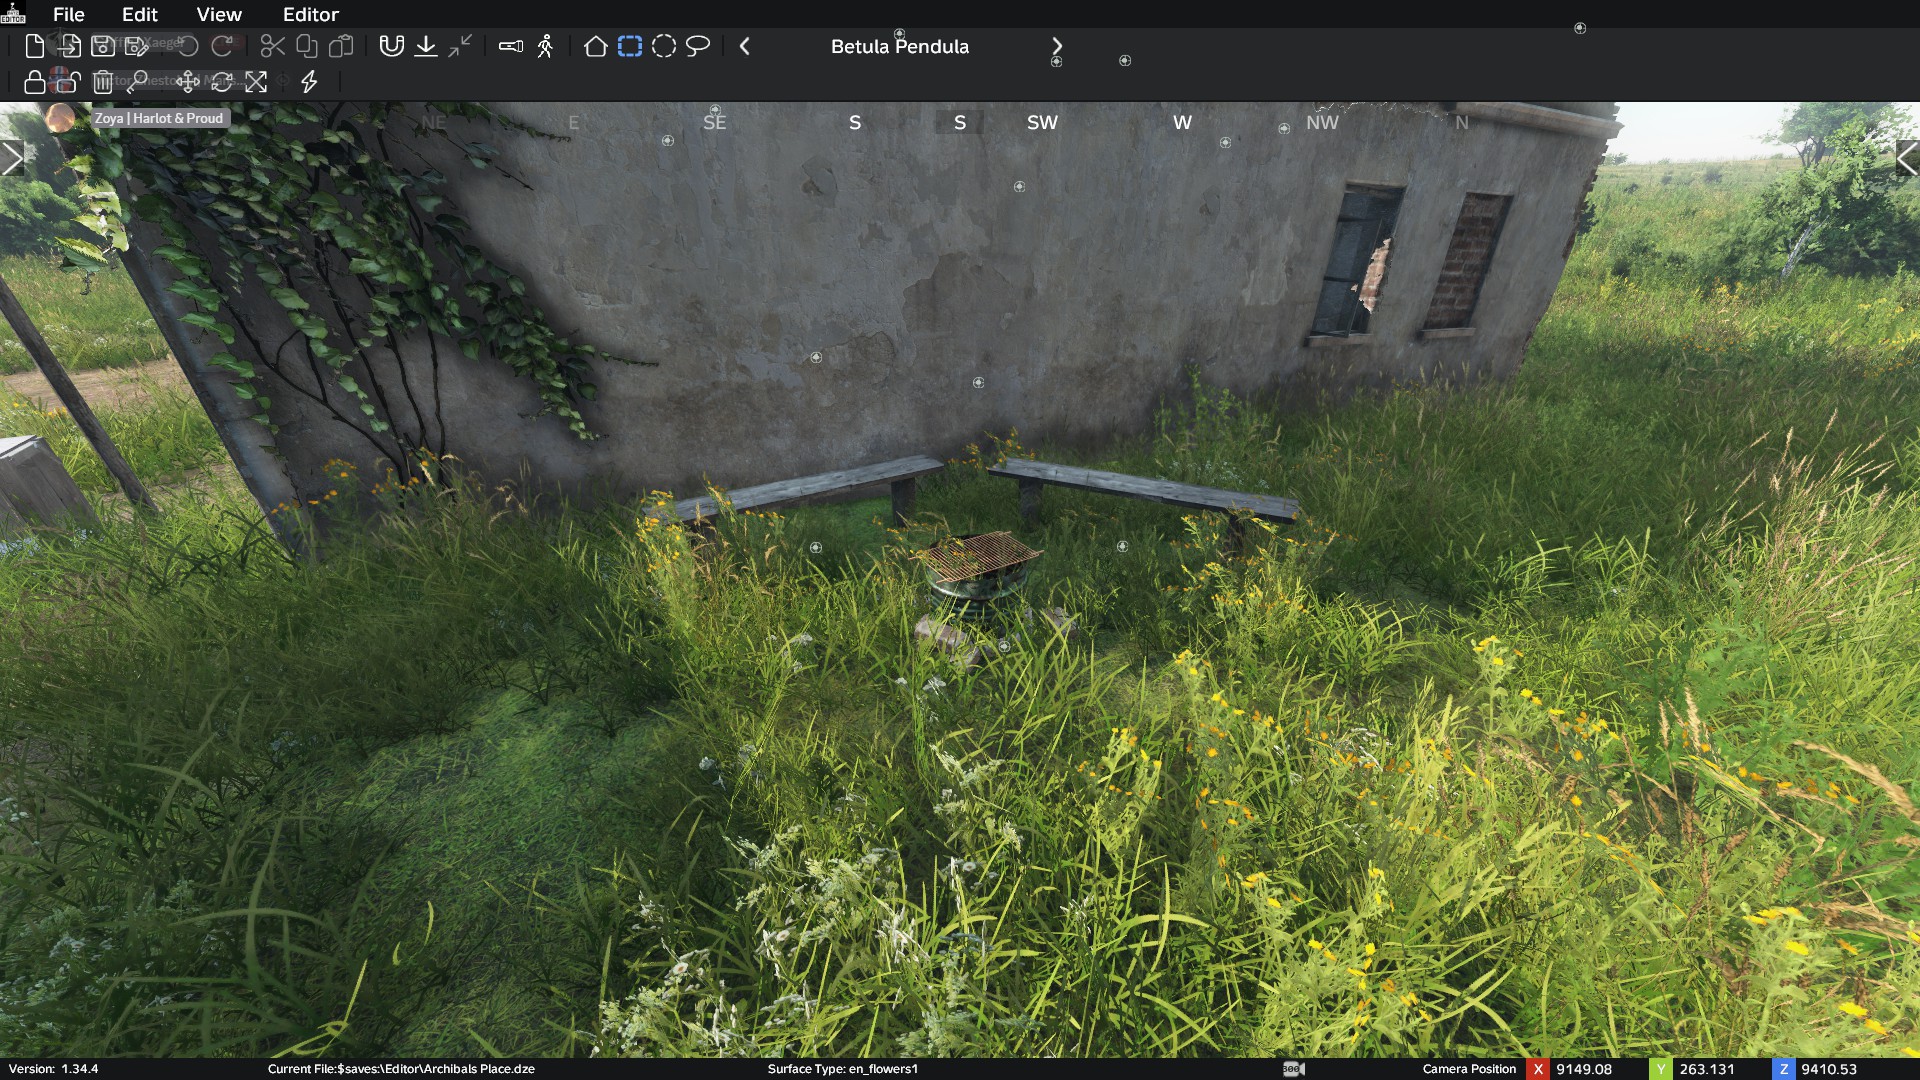 EDITOR
File Edit View Editor
Betula Pendula
Zoya | Harlot & Proud
NE E SE S S SW W NW N
Version: 1.34.4
Current File:$saves:\Editor\Archibals Place.dze
Surface Type: en_flowers1
Camera Position X 9149.08 Y 263.131 Z 9410.53